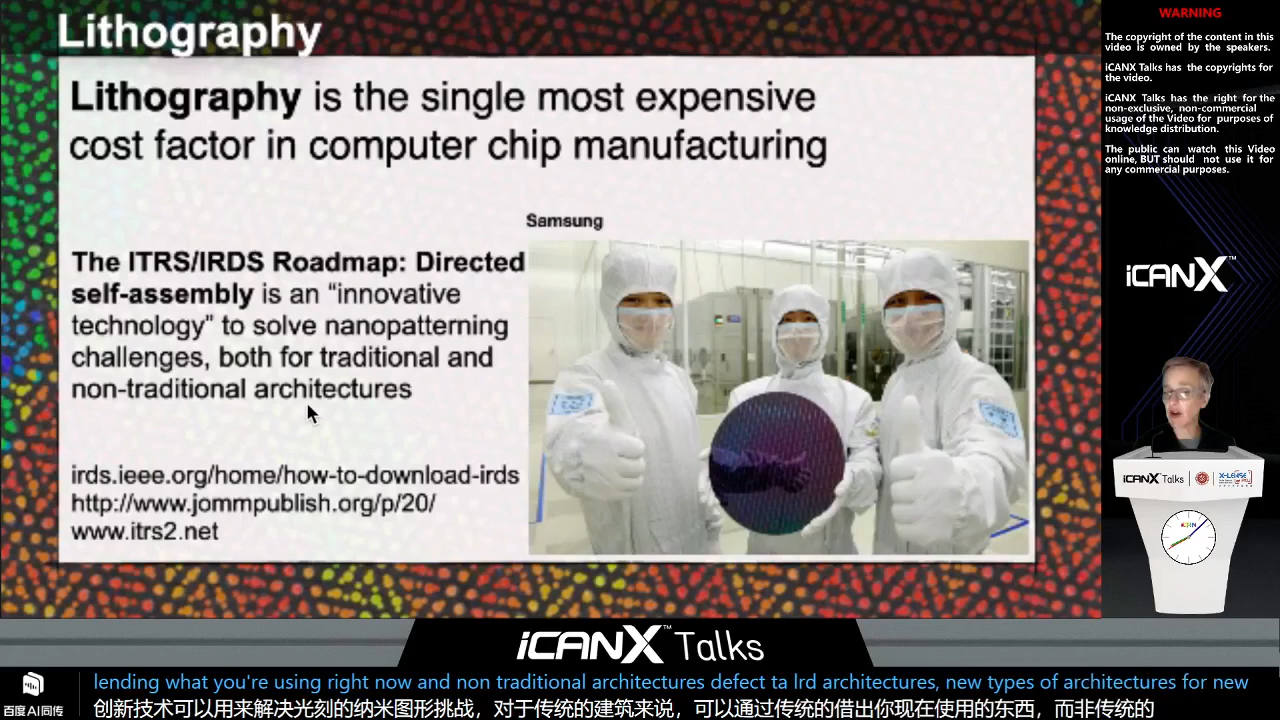 Lithography
Lithography is the single most expensive
cost factor in computer chip manufacturing
Samsung
The ITRS/IRDS Roadmap: Directed
self-assembly is an “innovative
technology” to solve nanopatterning
challenges, both for traditional and
non-traditional architectures
irds.ieee.org/home/how-to-download-irds
http://www.jommpublish.org/p/20/
www.itrs2.net
WARNING
The copyright of the content in this
video is owned by the speakers.
iCANX Talks has the copyrights for
the video.
iCANX Talks has the right for the
non-exclusive, non-commercial
usage of the Video for purposes of
knowledge distribution.
The public can watch this Video
online, BUT should not use it for
any commercial purposes.
iCANX™
iCANX Talks
iCANX™ Talks
lending what you're using right now and non traditional architectures defect ta lrd architectures, new types of architectures for new
百度AI同传
创新技术可以用来解决光刻的纳米图形挑战，对于传统的建筑来说，可以通过传统的借出你现在使用的东西，而非传统的